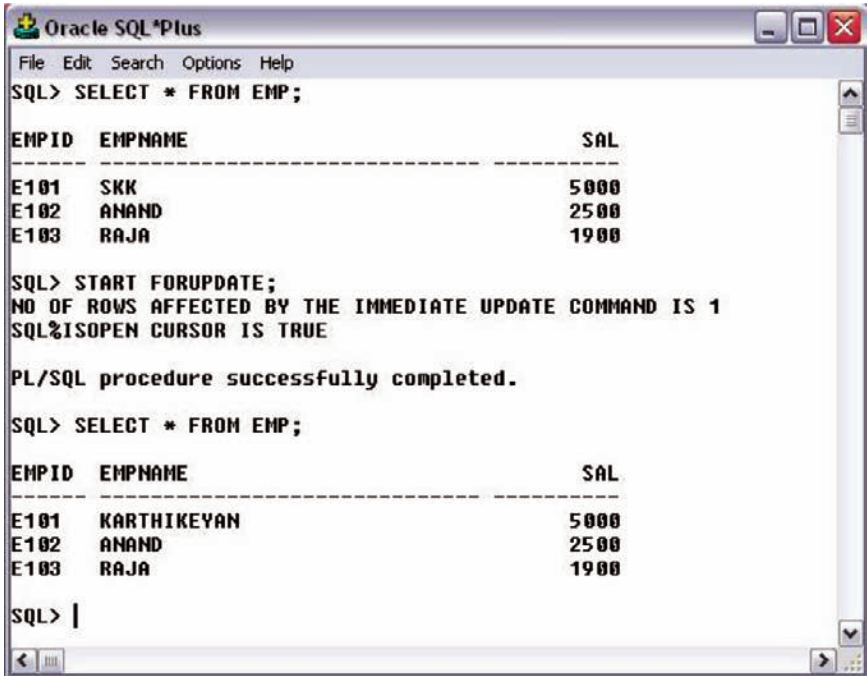 Oracle SQL*Plus
File Edit Search Options Help
SQL> SELECT * FROM EMP;
EMPID EMPNAME SAL
------ -------------------------------- ----------
E101 SKK 5000
E102 ANAND 2500
E103 RAJA 1900
SQL> START FORUPDATE;
NO OF ROWS AFFECTED BY THE IMMEDIATE UPDATE COMMAND IS 1
SQL%ISOPEN CURSOR IS TRUE
PL/SQL procedure successfully completed.
SQL> SELECT * FROM EMP;
EMPID EMPNAME SAL
------ -------------------------------- ----------
E101 KARTHIKEYAN 5000
E102 ANAND 2500
E103 RAJA 1900
SQL>